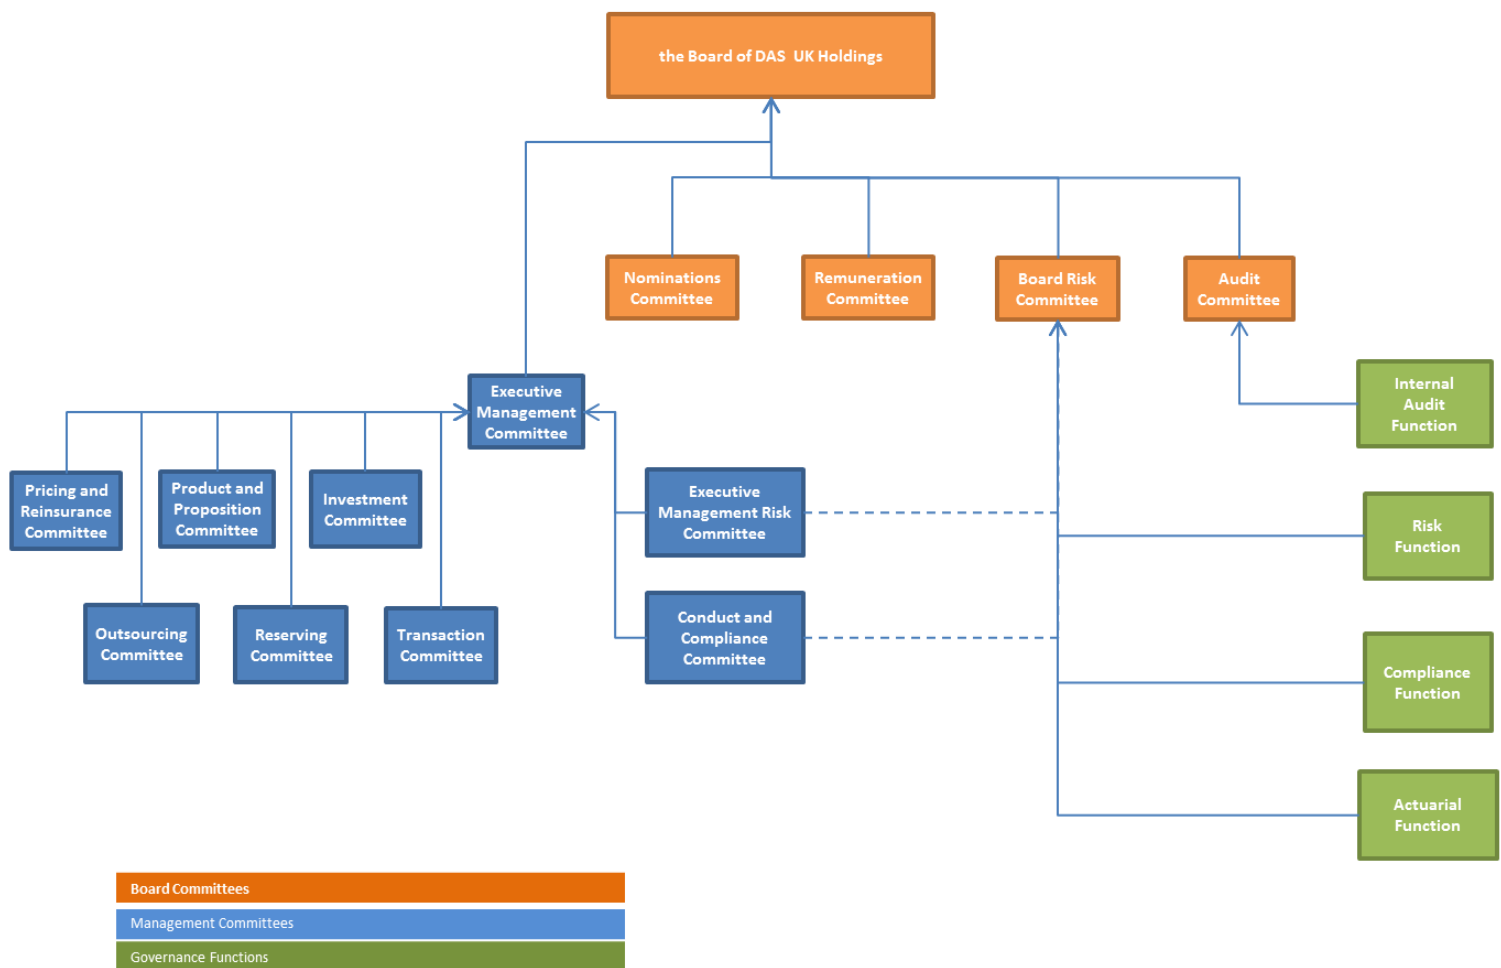 the Board of DAS  UK Holdings
Nominations
Committee
Remuneration
Committee
Board Risk
Committee
Audit
Committee
Internal
Audit
Function
Executive
Management
Committee
Pricing and
Reinsurance
Committee
Product and
Proposition
Committee
Investment
Committee
Executive
Management Risk
Committee
Risk
Function
Outsourcing
Committee
Reserving
Committee
Transaction
Committee
Conduct and
Compliance
Committee
Compliance
Function
Actuarial
Function
Board Committees
Management Committees
Governance Functions